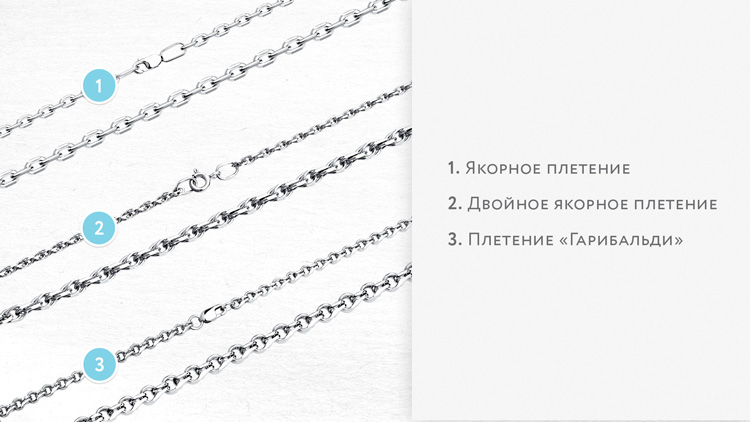 1
2
3
1. Якорное плетение
2. Двойное якорное плетение
3. Плетение «Гарибальди»